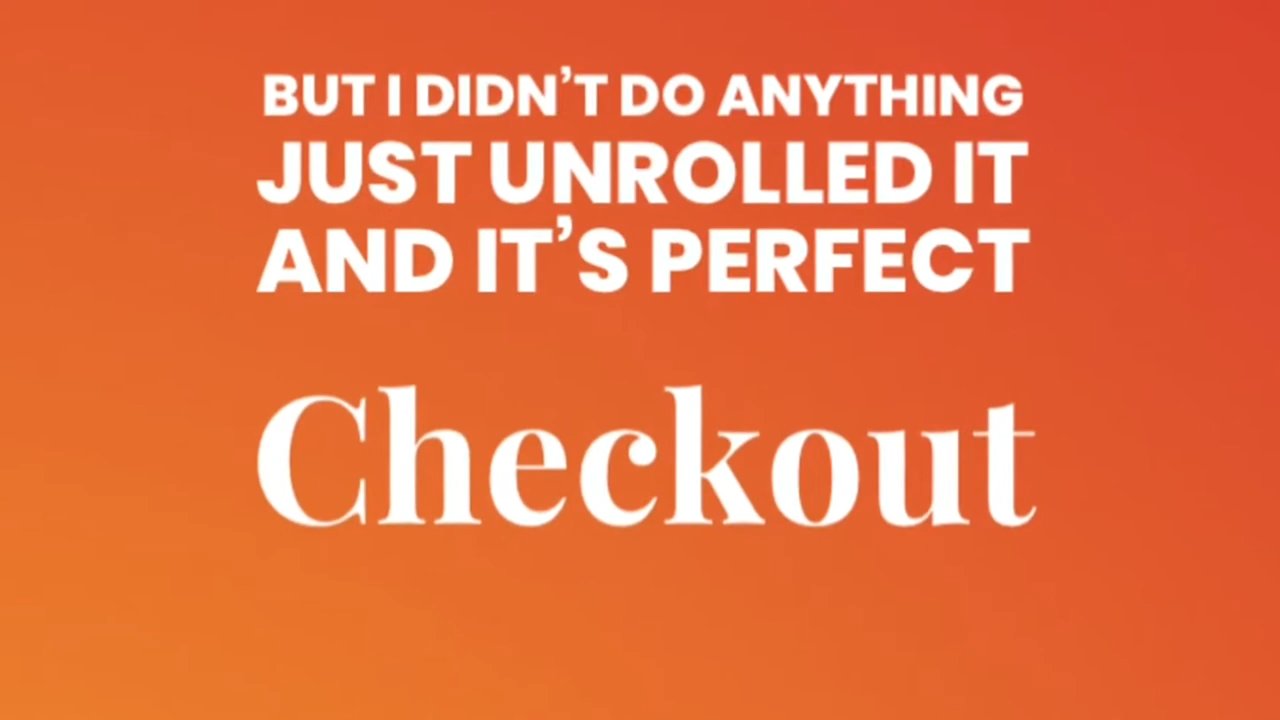 BUT I DIDN’T DO ANYTHING
JUST UNROLLED IT
AND IT’S PERFECT
Checkout